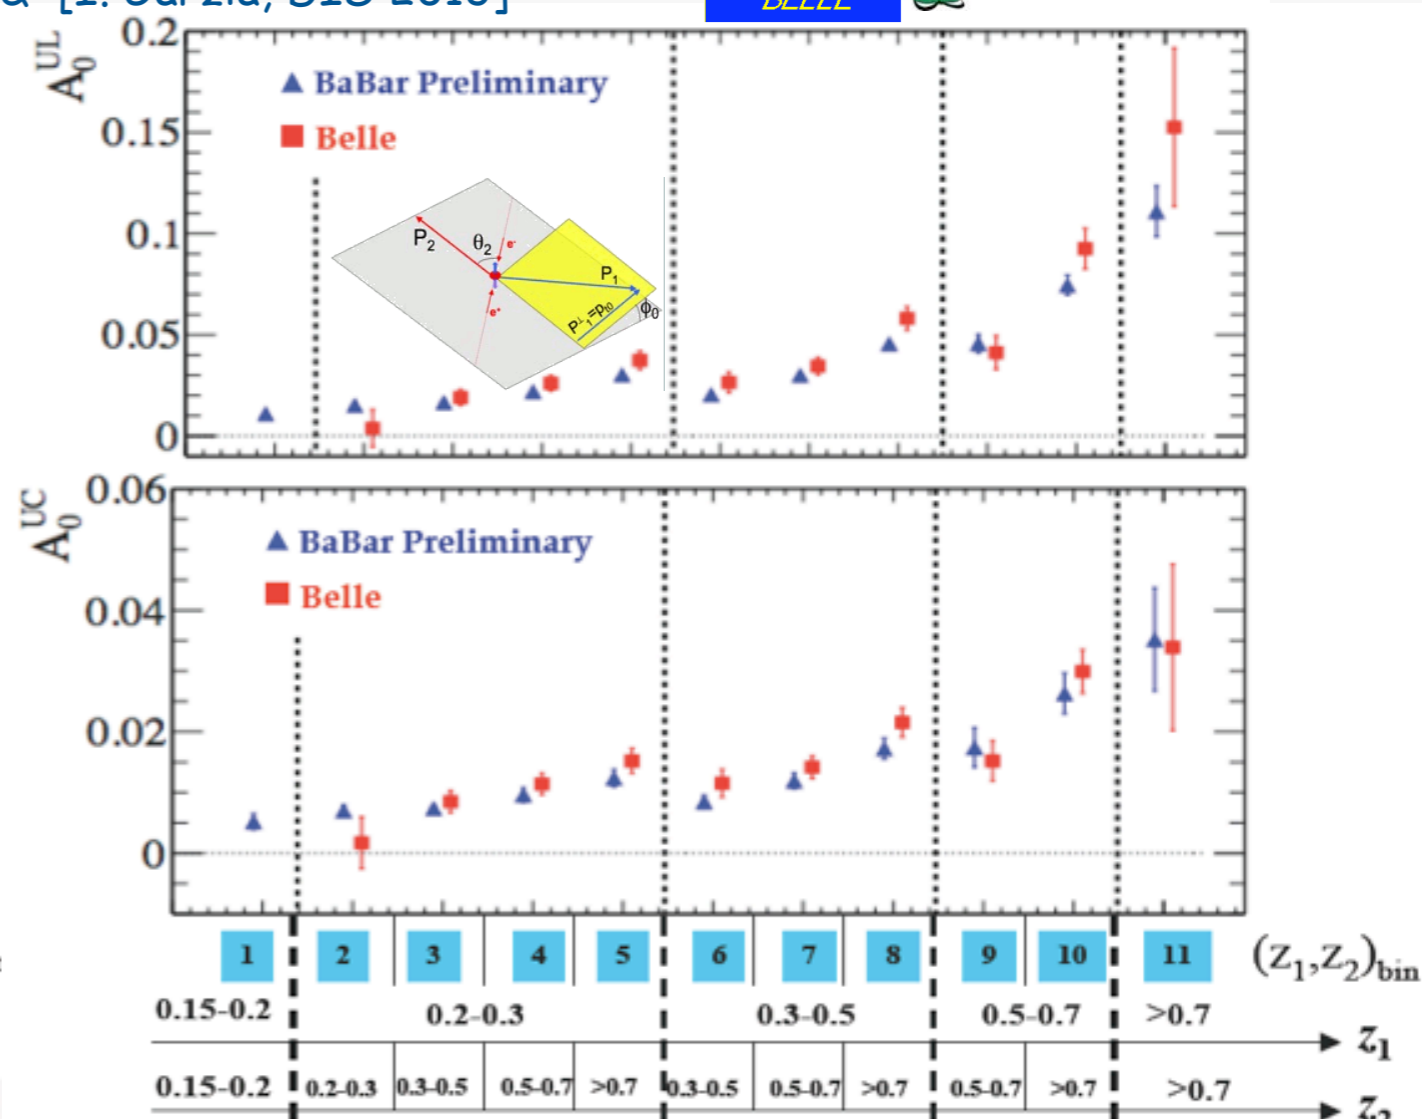 BELLE
A₀ᵁᴸ
0.2
0.15
0.1
0.05
0
BaBar Preliminary
Belle
P₂
θ₂
e⁻
P₁
e⁺
P₁^⊥=pₜ₀
ϕ₀
A₀ᵁᶜ
0.06
0.04
0.02
0
BaBar Preliminary
Belle
1 2 3 4 5 6 7 8 9 10 11 (Z₁,Z₂)bin
0.15-0.2 0.2-0.3 0.3-0.5 0.5-0.7 >0.7 z₁
0.15-0.2 0.2-0.3 0.3-0.5 0.5-0.7 >0.7 0.3-0.5 0.5-0.7 >0.7 0.5-0.7 >0.7 >0.7